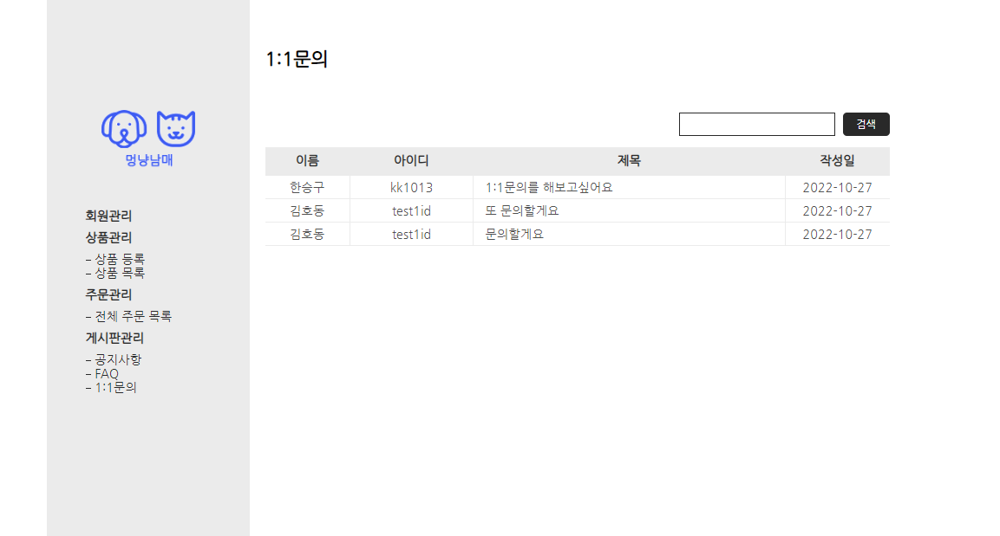 멍냥남매
회원관리
상품관리
– 상품 등록
– 상품 목록
주문관리
– 전체 주문 목록
게시판관리
– 공지사항
– FAQ
– 1:1문의
1:1문의
검색
이름 아이디 제목 작성일
한승구 kk1013 1:1문의를 해보고싶어요 2022-10-27
김호동 test1id 또 문의할게요 2022-10-27
김호동 test1id 문의할게요 2022-10-27